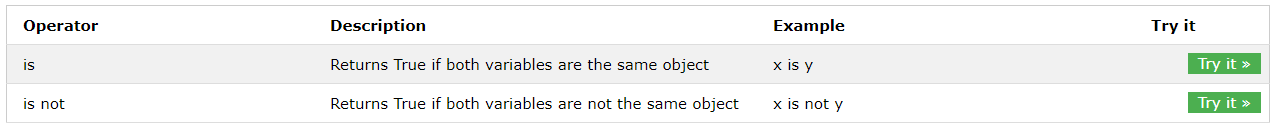 Operator Description Example Try it
is Returns True if both variables are the same object x is y Try it »
is not Returns True if both variables are not the same object x is not y Try it »